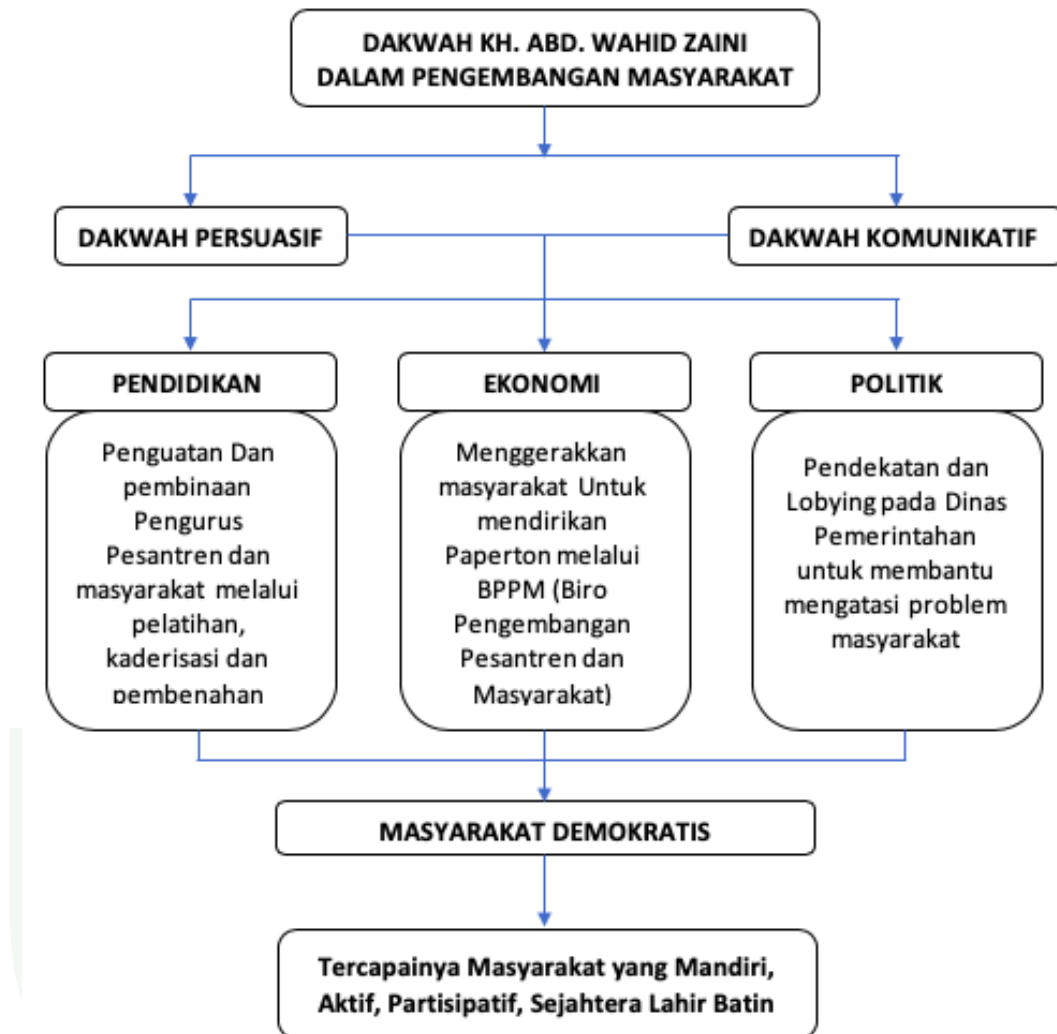 DAKWAH KH. ABD. WAHID ZAINI
DALAM PENGEMBANGAN MASYARAKAT
DAKWAH PERSUASIF
DAKWAH KOMUNIKATIF
PENDIDIKAN
Penguatan Dan
pembinaan
Pengurus
Pesantren dan
masyarakat melalui
pelatihan,
kaderisasi dan
pembenahan
EKONOMI
Menggerakkan
masyarakat Untuk
mendirikan
Paperton melalui
BPPM (Biro
Pengembangan
Pesantren dan
Masyarakat)
POLITIK
Pendekatan dan
Lobying pada Dinas
Pemerintahan
untuk membantu
mengatasi problem
masyarakat
MASYARAKAT DEMOKRATIS
Tercapainya Masyarakat yang Mandiri,
Aktif, Partisipatif, Sejahtera Lahir Batin